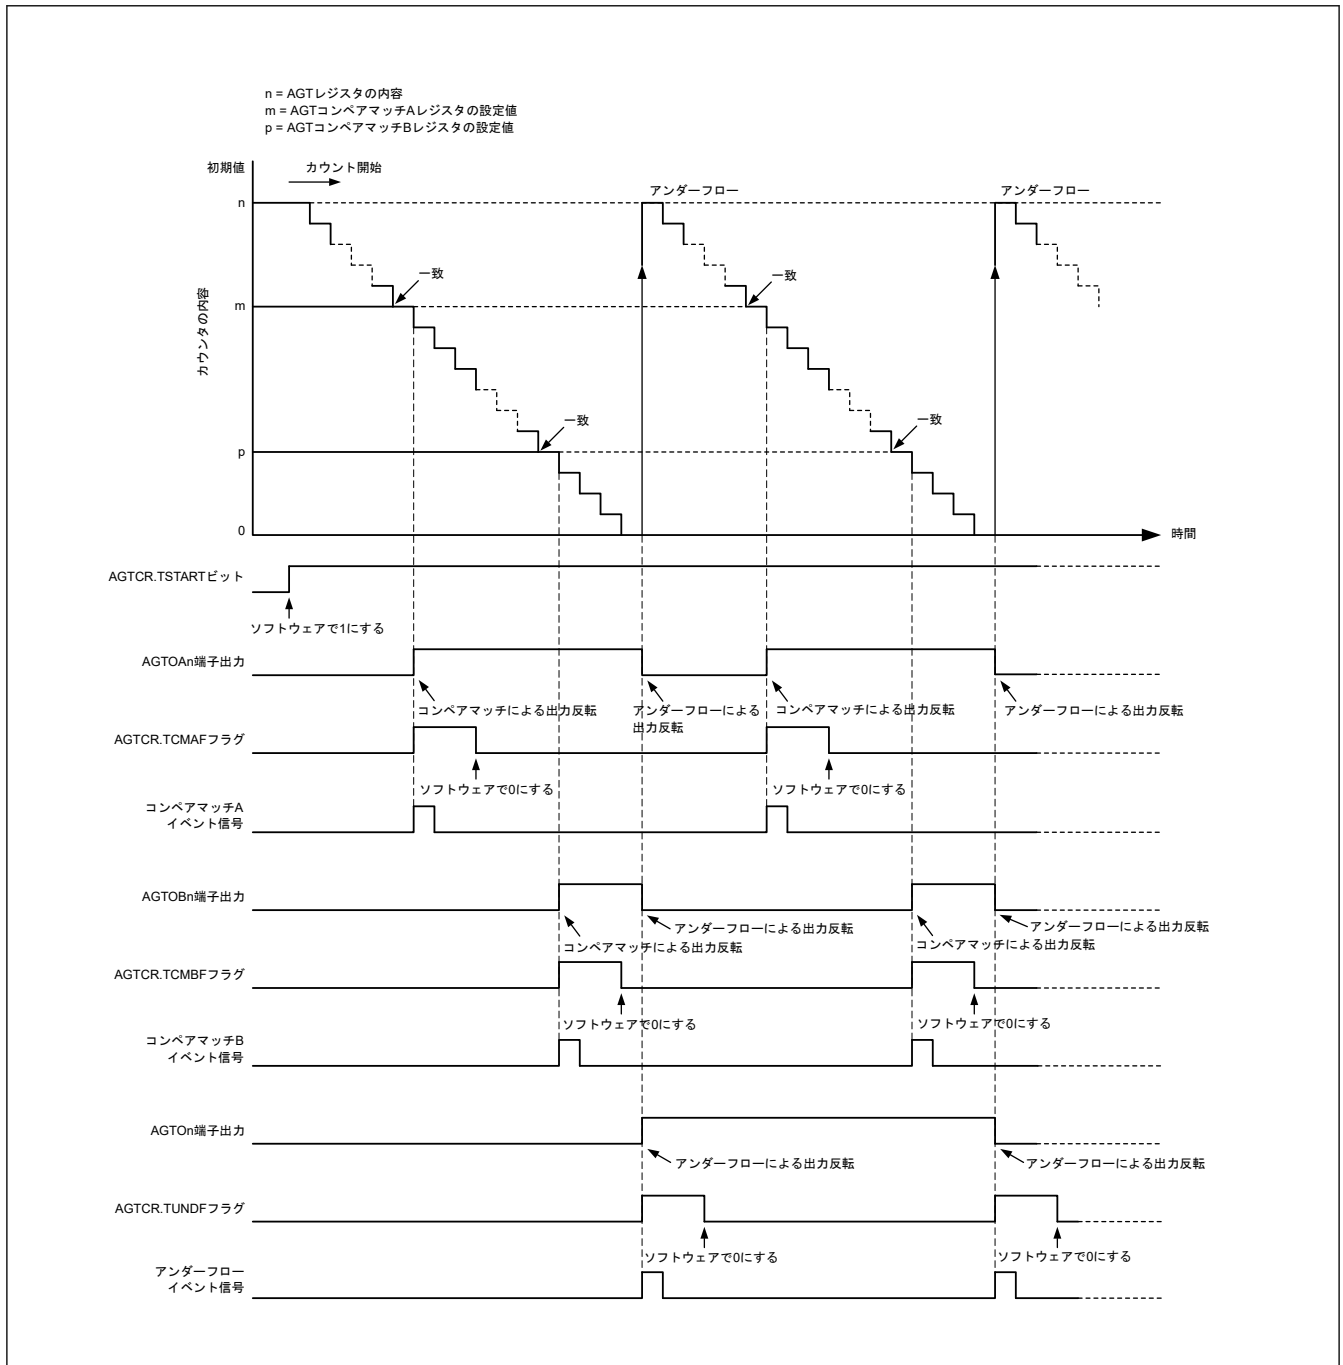 n = AGTレジスタの内容
m = AGTコンペアマッチAレジスタの設定値
p = AGTコンペアマッチBレジスタの設定値
初期値
カウント開始
アンダーフロー
アンダーフロー
n
一致
一致
m
カウンタの内容
一致
一致
p
0
時間
AGTCR.TSTARTビット
ソフトウェアで1にする
AGTOAn端子出力
コンペアマッチによる出力反転
アンダーフローによる
出力反転
コンペアマッチによる出力反転
アンダーフローによる出力反転
AGTCR.TCMAFフラグ
ソフトウェアで0にする
ソフトウェアで0にする
コンペアマッチA
イベント信号
AGTOBn端子出力
アンダーフローによる出力反転
アンダーフローによる出力反転
コンペアマッチによる出力反転
コンペアマッチによる出力反転
AGTCR.TCMBFフラグ
ソフトウェアで0にする
ソフトウェアで0にする
コンペアマッチB
イベント信号
AGTOn端子出力
アンダーフローによる出力反転
アンダーフローによる出力反転
AGTCR.TUNDFフラグ
ソフトウェアで0にする
ソフトウェアで0にする
アンダーフロー
イベント信号